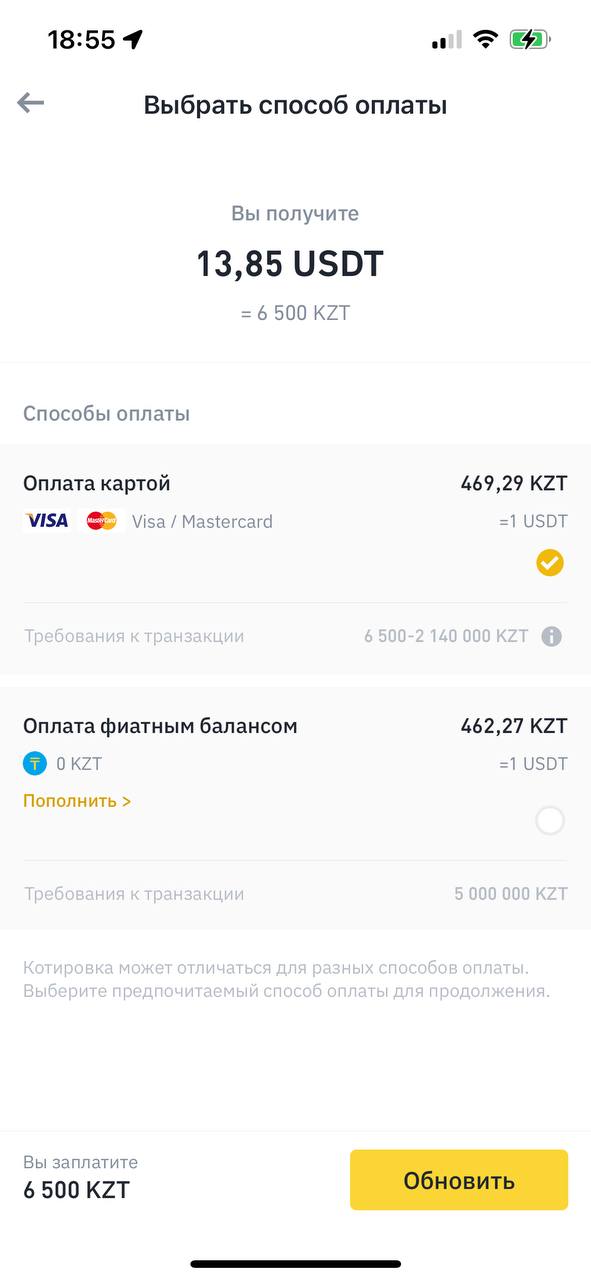 18:55
Выбрать способ оплаты
Вы получите
13,85 USDT
= 6 500 KZT
Способы оплаты
Оплата картой 469,29 KZT
VISA MasterCard Visa / Mastercard =1 USDT
Требования к транзакции 6 500-2 140 000 KZT
Оплата фиатным балансом 462,27 KZT
₸ 0 KZT =1 USDT
Пополнить >
Требования к транзакции 5 000 000 KZT
Котировка может отличаться для разных способов оплаты.
Выберите предпочитаемый способ оплаты для продолжения.
Вы заплатите
6 500 KZT
Обновить